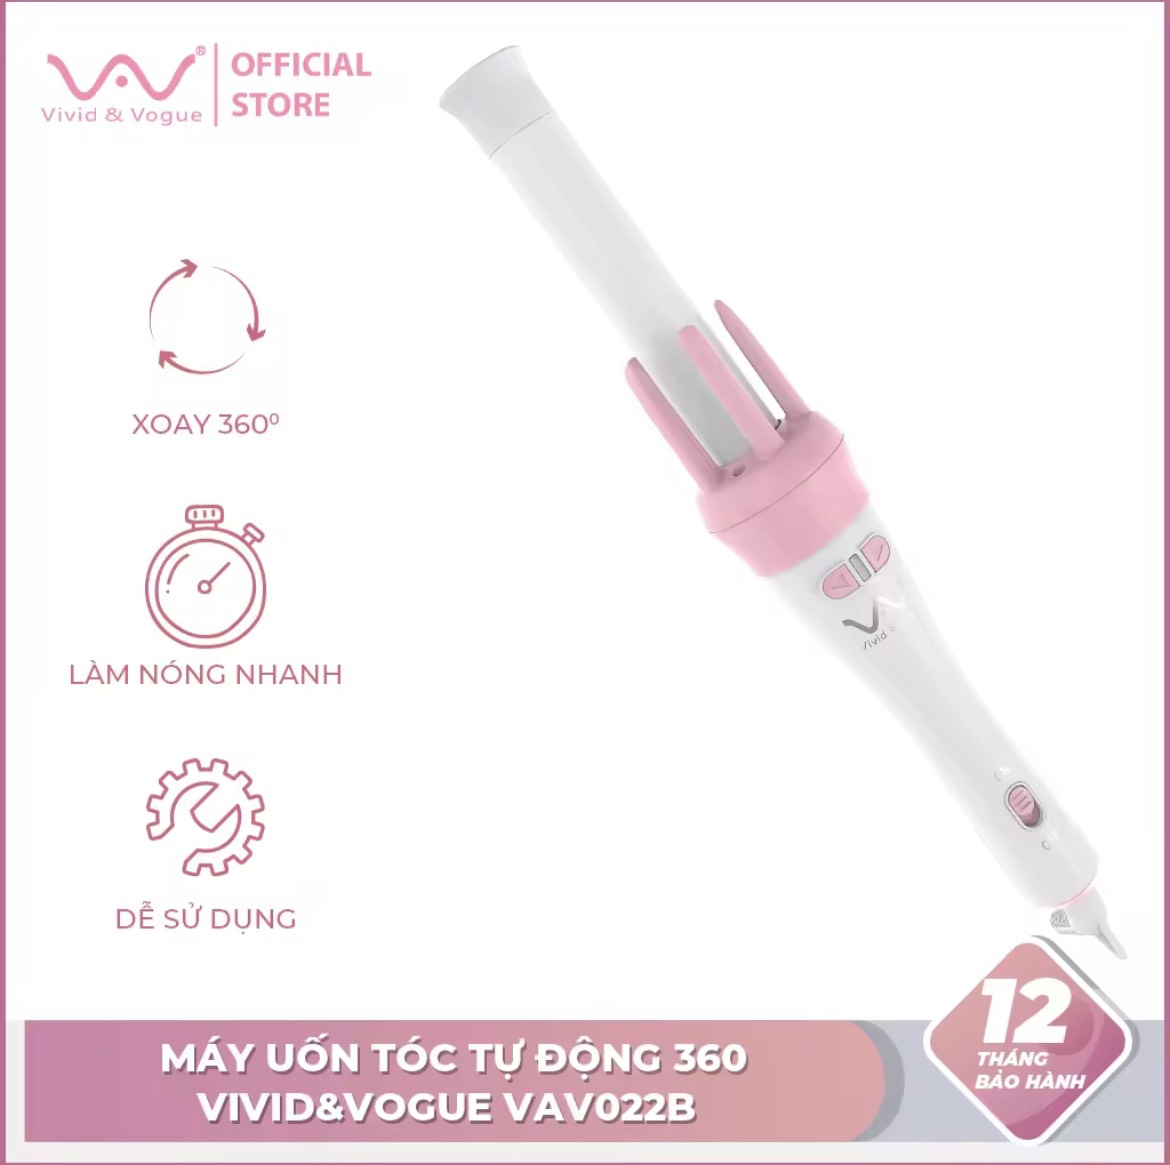 Vivid & Vogue®
OFFICIAL
STORE
XOAY 360⁰
LÀM NÓNG NHANH
DỄ SỬ DỤNG
Vivid
12
THÁNG
BẢO HÀNH
MÁY UỐN TÓC TỰ ĐỘNG 360
VIVID&VOGUE VAV022B